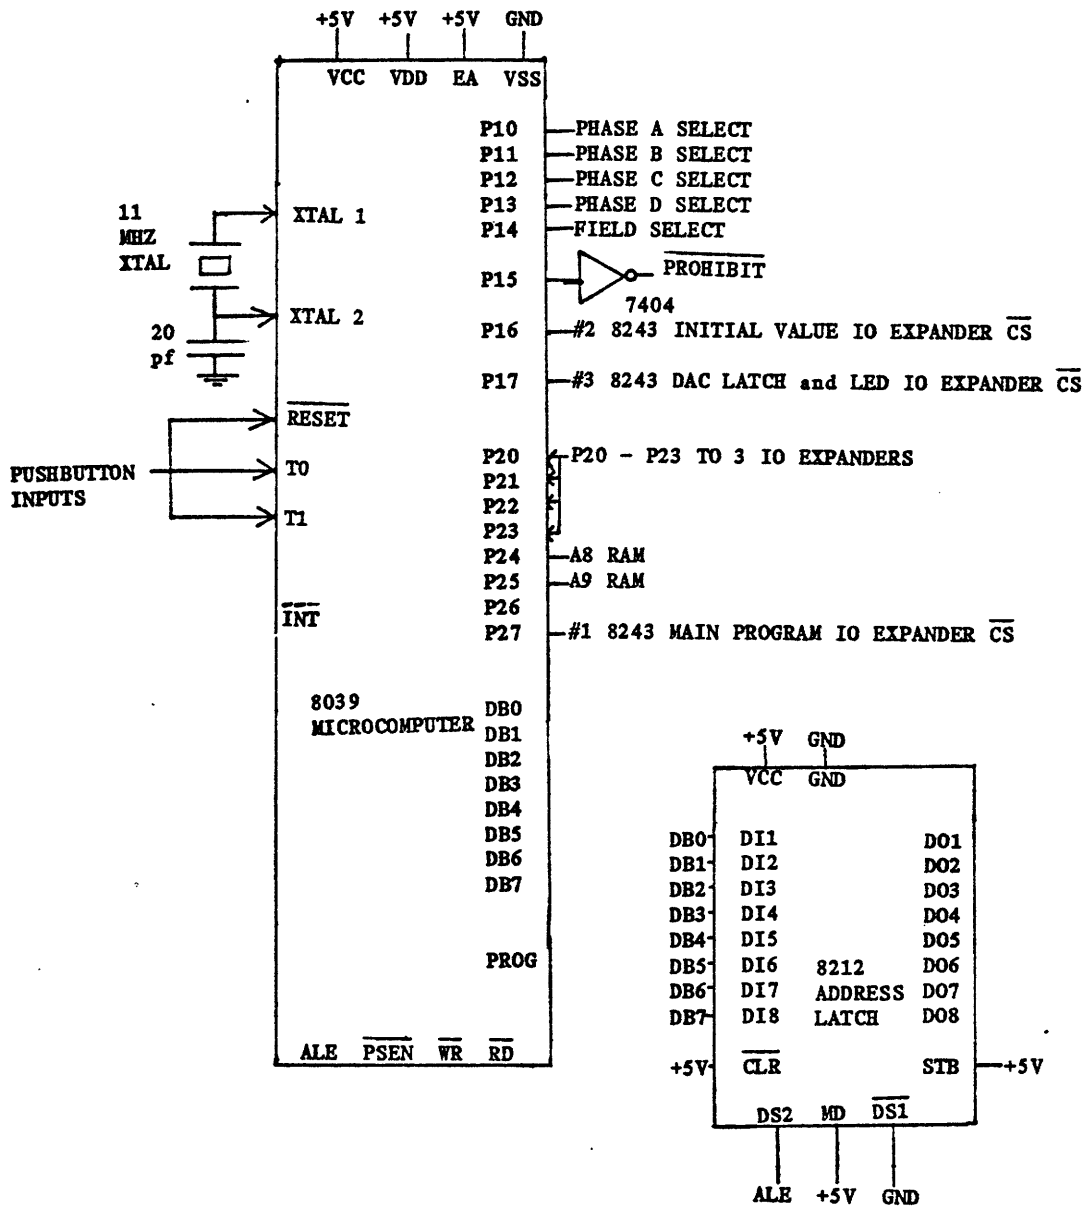 +5V +5V +5V GND
VCC VDD EA VSS
P10 PHASE A SELECT
P11 PHASE B SELECT
P12 PHASE C SELECT
P13 PHASE D SELECT
P14 FIELD SELECT
P15 PROHIBIT
7404
P16 #2 8243 INITIAL VALUE IO EXPANDER CS
P17 #3 8243 DAC LATCH and LED IO EXPANDER CS
P20 P20 - P23 TO 3 IO EXPANDERS
P21
P22
P23
P24 A8 RAM
P25 A9 RAM
P26
P27 #1 8243 MAIN PROGRAM IO EXPANDER CS
11
MHZ
XTAL
XTAL 1
XTAL 2
20
pf
RESET
PUSHBUTTON
INPUTS
T0
T1
INT
8039
MICROCOMPUTER
DB0
DB1
DB2
DB3
DB4
DB5
DB6
DB7
PROG
ALE PSEN WR RD
+5V GND
VCC GND
DB0 DI1 DO1
DB1 DI2 DO2
DB2 DI3 DO3
DB3 DI4 DO4
DB4 DI5 DO5
DB5 DI6 DO6
DB6 DI7 DO7
DB7 DI8 DO8
8212
ADDRESS
LATCH
+5V CLR STB +5V
DS2 MD DS1
ALE +5V GND